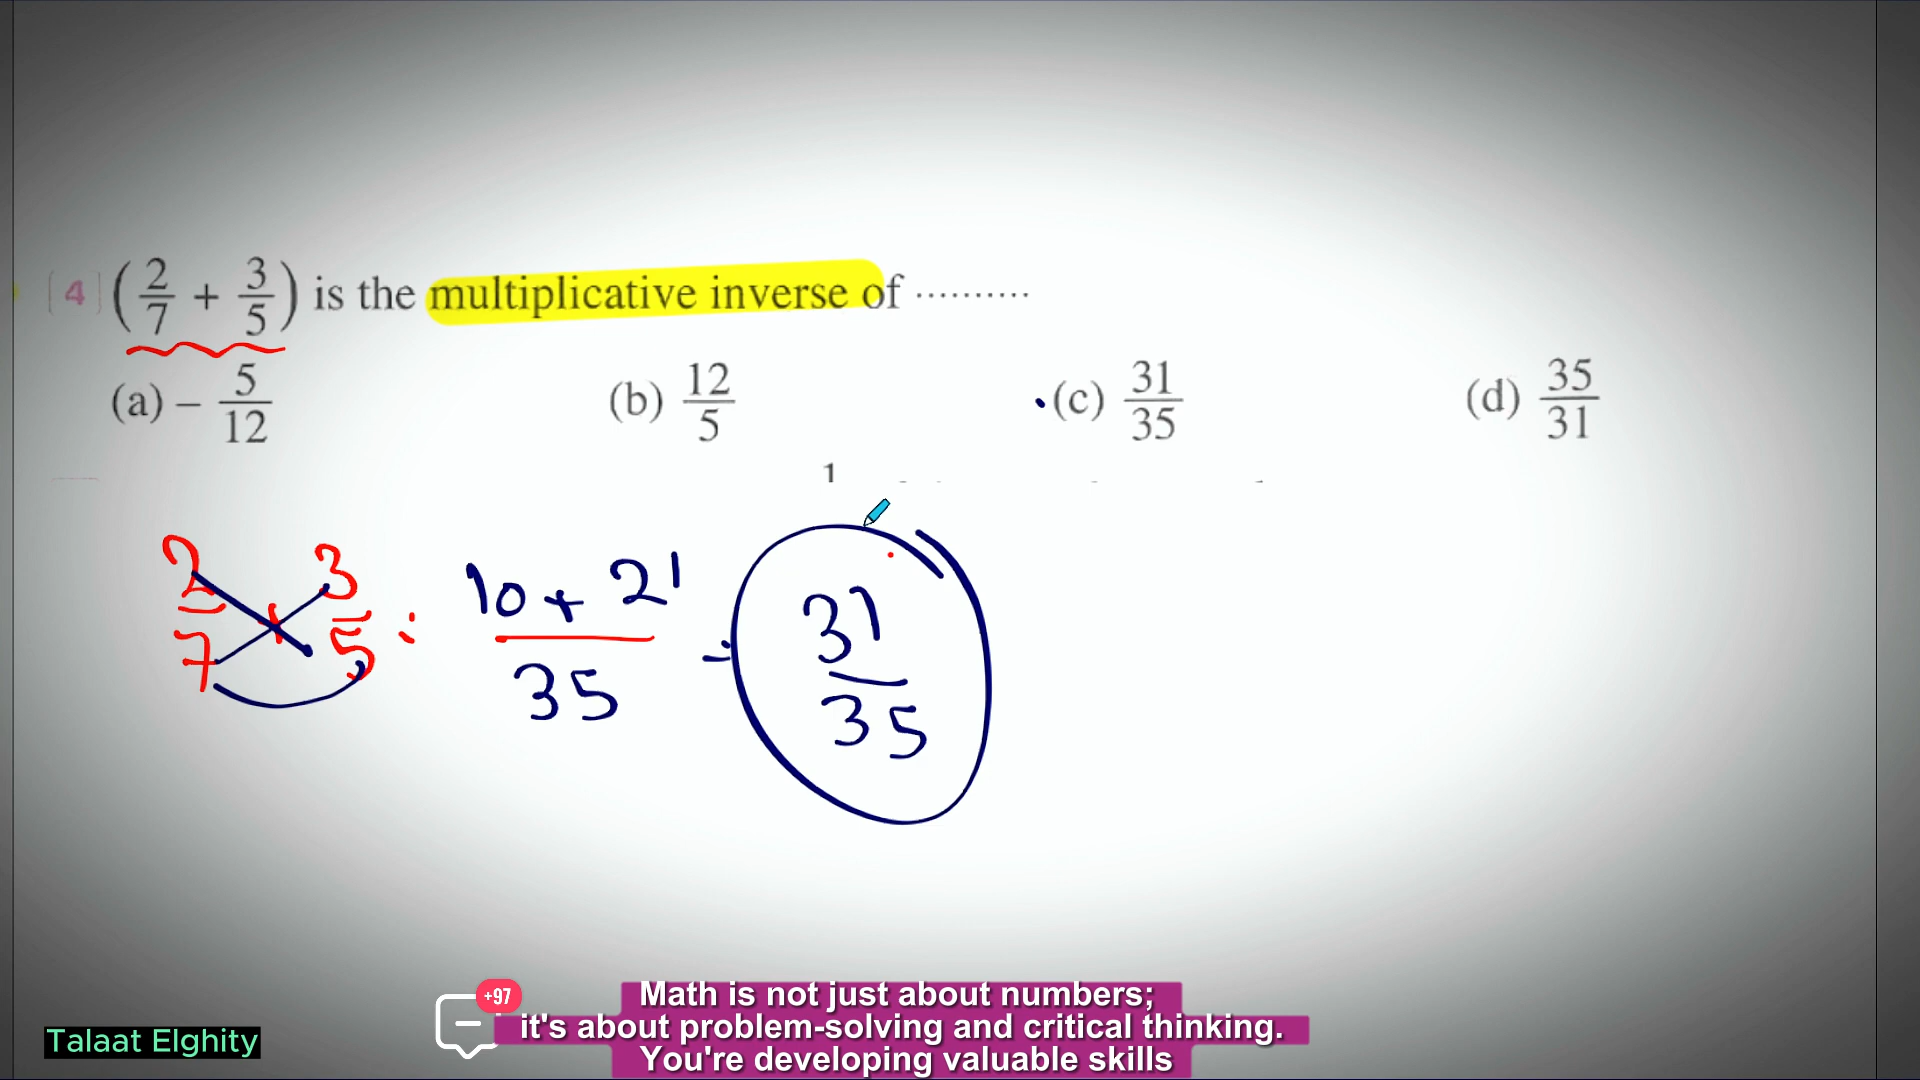 [4] (2/7 + 3/5) is the multiplicative inverse of ..........
(a) – 5/12 (b) 12/5 (c) 31/35 (d) 35/31
1
2/7 + 3/5 = 10 + 21/35 = 31/35
+97
Math is not just about numbers;
it's about problem-solving and critical thinking.
You're developing valuable skills
Talaat Elghity